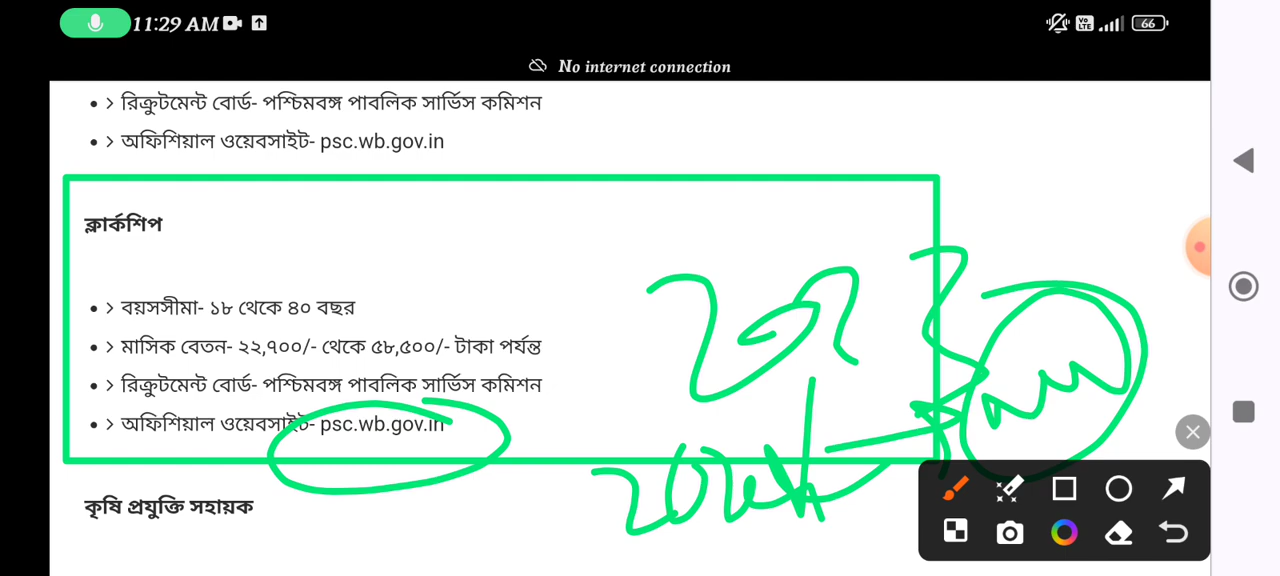 11:29 AM
66
No internet connection
• > রিক্রুটমেন্ট বোর্ড- পশ্চিমবঙ্গ পাবলিক সার্ভিস কমিশন
• > অফিশিয়াল ওয়েবসাইট- psc.wb.gov.in
ক্লার্কশিপ
• > বয়সসীমা- ১৮ থেকে ৪০ বছর
• > মাসিক বেতন- ২২,৭০০/- থেকে ৫৮,৫০০/- টাকা পর্যন্ত
• > রিক্রুটমেন্ট বোর্ড- পশ্চিমবঙ্গ পাবলিক সার্ভিস কমিশন
• > অফিশিয়াল ওয়েবসাইট- psc.wb.gov.in
কৃষি প্রযুক্তি সহায়ক